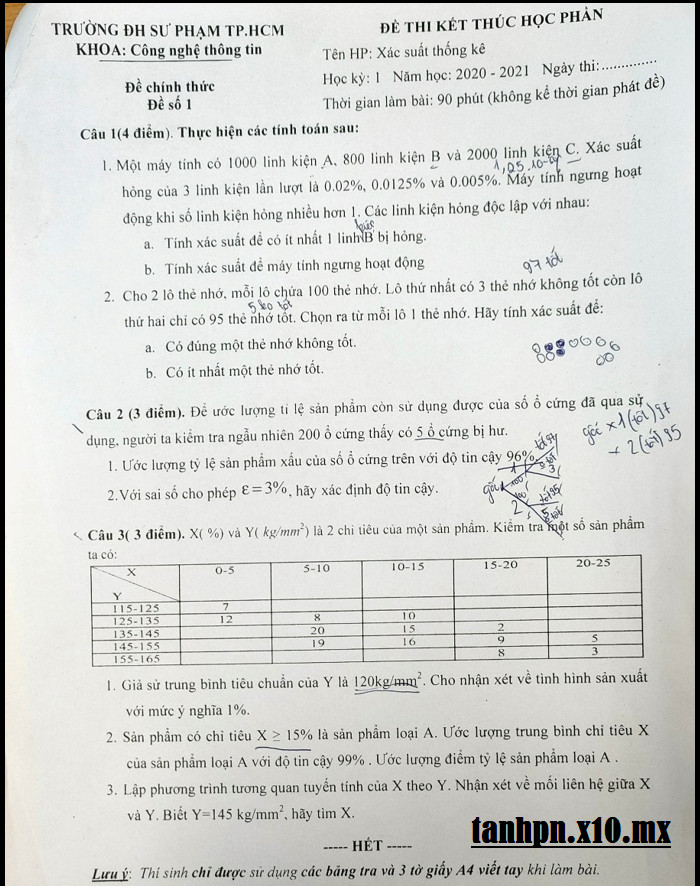 TRƯỜNG ĐH SƯ PHẠM TP.HCM
KHOA: Công nghệ thông tin
Đề chính thức
Đề số 1
ĐỀ THI KẾT THÚC HỌC PHẦN
Tên HP: Xác suất thống kê
Học kỳ: 1 Năm học: 2020 - 2021 Ngày thi:..............
Thời gian làm bài: 90 phút (không kể thời gian phát đề)
Câu 1(4 điểm). Thực hiện các tính toán sau:
1. Một máy tính có 1000 linh kiện A, 800 linh kiện B và 2000 linh kiện C. Xác suất
hỏng của 3 linh kiện lần lượt là 0.02%, 0.0125% và 0.005%. Máy tính ngưng hoạt
động khi số linh kiện hỏng nhiều hơn 1. Các linh kiện hỏng độc lập với nhau:
a. Tính xác suất để có ít nhất 1 linh B bị hỏng.
b. Tính xác suất để máy tính ngưng hoạt động
97 tốt
2. Cho 2 lô thẻ nhớ, mỗi lô chứa 100 thẻ nhớ. Lô thứ nhất có 3 thẻ nhớ không tốt còn lô
5 ko tốt
thứ hai chỉ có 95 thẻ nhớ tốt. Chọn ra từ mỗi lô 1 thẻ nhớ. Hãy tính xác suất để:
a. Có đúng một thẻ nhớ không tốt.
b. Có ít nhất một thẻ nhớ tốt.
Câu 2 (3 điểm). Để ước lượng tỉ lệ sản phẩm còn sử dụng được của số ổ cứng đã qua sử
dụng, người ta kiểm tra ngẫu nhiên 200 ổ cứng thấy có 5 ổ cứng bị hư.
gốc x 1 (tốt) 97
2 (tốt) 95
1. Ước lượng tỷ lệ sản phẩm xấu của số ổ cứng trên với độ tin cậy 96%.
2.Với sai số cho phép ε=3%, hãy xác định độ tin cậy.
Câu 3( 3 điểm). X( %) và Y( kg/mm²) là 2 chỉ tiêu của một sản phẩm. Kiểm tra một số sản phẩm
ta có:
X 0-5 5-10 10-15 15-20 20-25
Y
115-125 7
125-135 12 8 10
135-145 20 15 2
145-155 19 16 9 5
155-165 8 3
1. Giả sử trung bình tiêu chuẩn của Y là 120kg/mm². Cho nhận xét về tình hình sản xuất
với mức ý nghĩa 1%.
2. Sản phẩm có chỉ tiêu X ≥ 15% là sản phẩm loại A. Ước lượng trung bình chỉ tiêu X
của sản phẩm loại A với độ tin cậy 99% . Ước lượng điểm tỷ lệ sản phẩm loại A .
3. Lập phương trình tương quan tuyến tính của X theo Y. Nhận xét về mối liên hệ giữa X
và Y. Biết Y=145 kg/mm², hãy tìm X.
tanhpn.x10.mx
----- HẾT -----
Lưu ý: Thí sinh chỉ được sử dụng các bảng tra và 3 tờ giấy A4 viết tay khi làm bài.